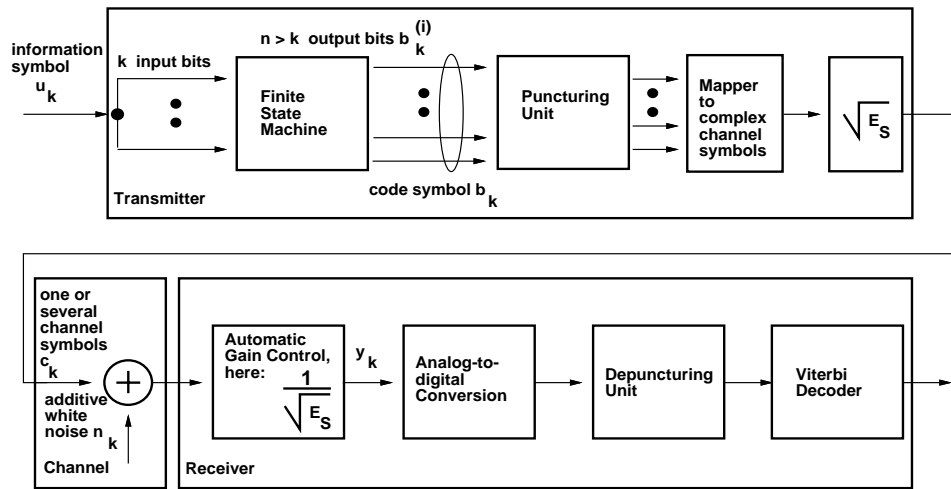 information
symbol
u k
k input bits
n > k output bits b k (i)
Finite
State
Machine
code symbol b k
Puncturing
Unit
Mapper
to
complex
channel
symbols
√E S
Transmitter
one or
several
channel
symbols
c k
additive
white
noise n k
Channel
Automatic
Gain Control,
here:
1
√E S
y k
Analog-to-
digital
Conversion
Depuncturing
Unit
Viterbi
Decoder
Receiver